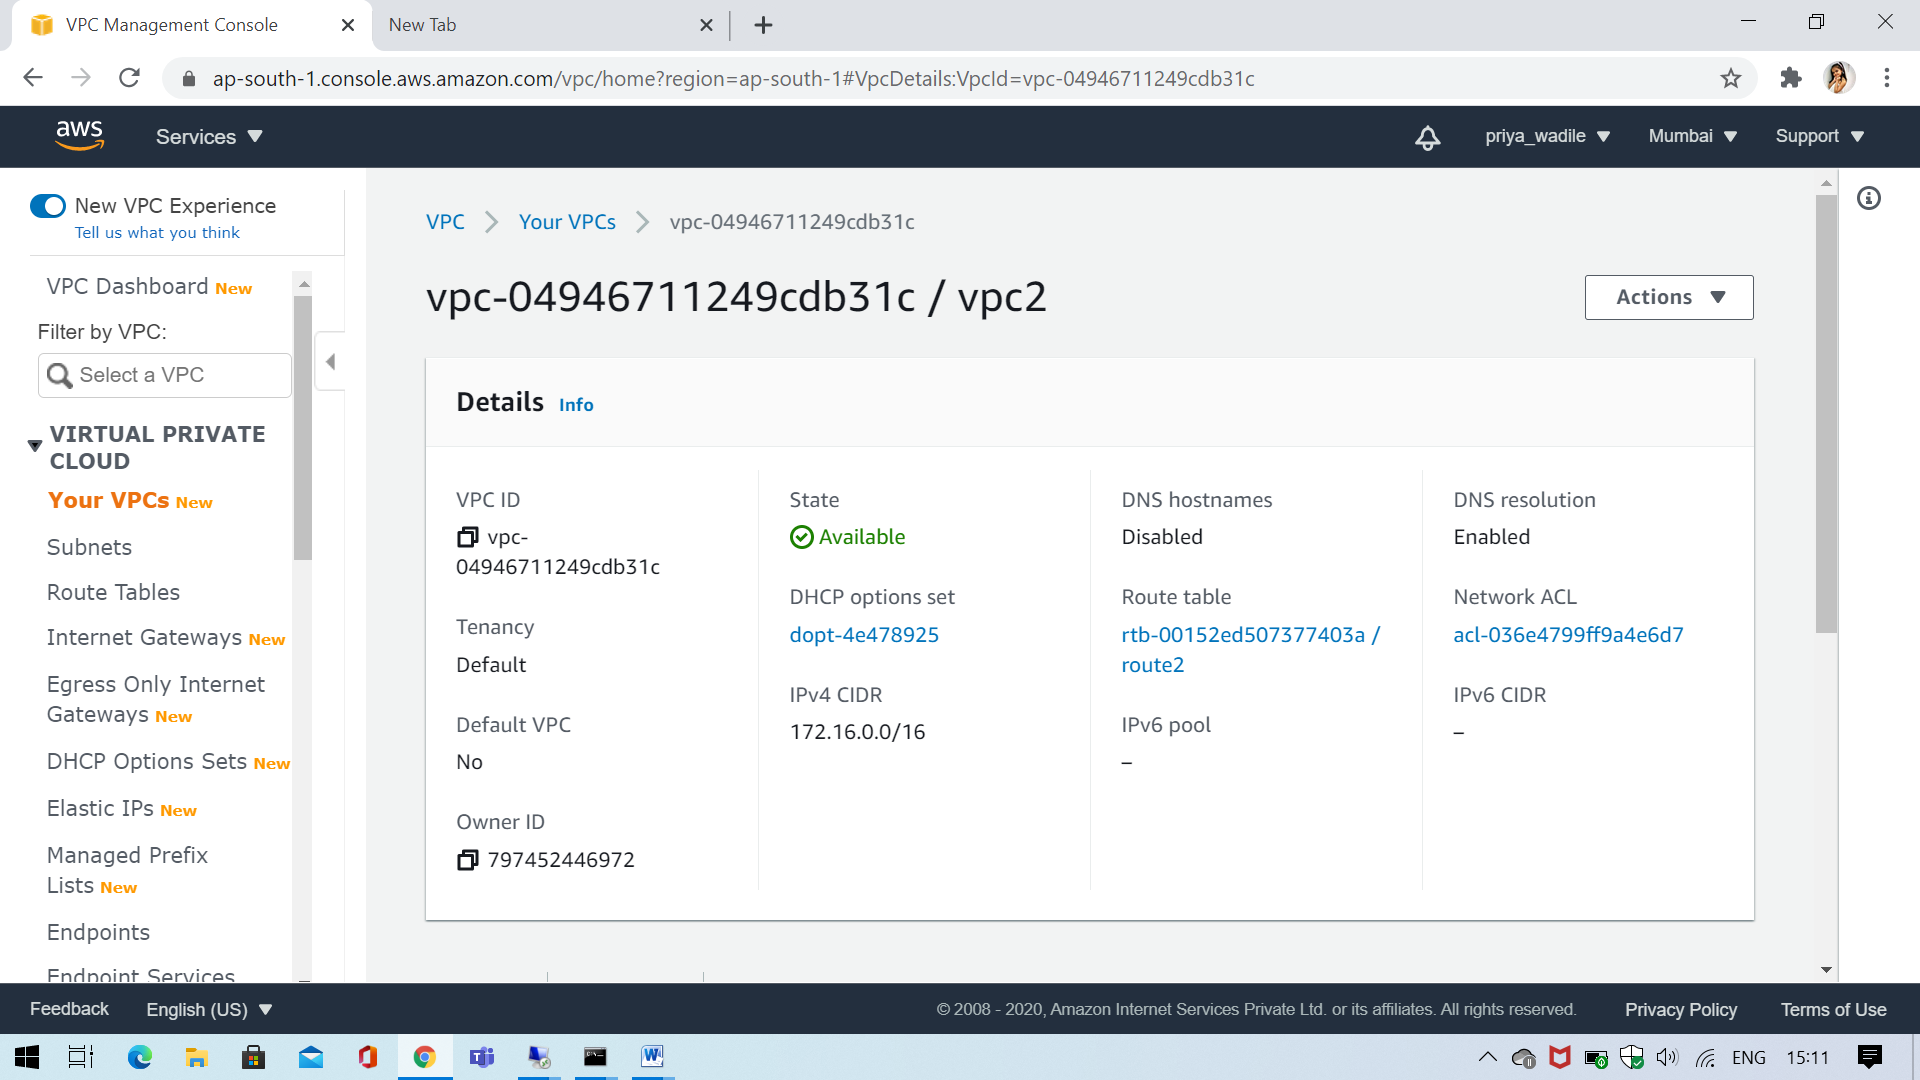 VPC Management Console
New Tab
ap-south-1.console.aws.amazon.com/vpc/home?region=ap-south-1#VpcDetails:VpcId=vpc-04946711249cdb31c
aws
Services
priya_wadile
Mumbai
Support
New VPC Experience
Tell us what you think
VPC Dashboard New
Filter by VPC:
Select a VPC
VIRTUAL PRIVATE
CLOUD
Your VPCs New
Subnets
Route Tables
Internet Gateways New
Egress Only Internet
Gateways New
DHCP Options Sets New
Elastic IPs New
Managed Prefix
Lists New
Endpoints
Endpoint Services
VPC
Your VPCs
vpc-04946711249cdb31c
vpc-04946711249cdb31c / vpc2
Actions
Details Info
VPC ID
vpc-
04946711249cdb31c
Tenancy
Default
Default VPC
No
Owner ID
797452446972
State
Available
DHCP options set
dopt-4e478925
IPv4 CIDR
172.16.0.0/16
DNS hostnames
Disabled
Route table
rtb-00152ed507377403a /
route2
IPv6 pool
–
DNS resolution
Enabled
Network ACL
acl-036e4799ff9a4e6d7
IPv6 CIDR
–
Feedback
English (US)
© 2008 - 2020, Amazon Internet Services Private Ltd. or its affiliates. All rights reserved.
Privacy Policy
Terms of Use
ENG
15:11